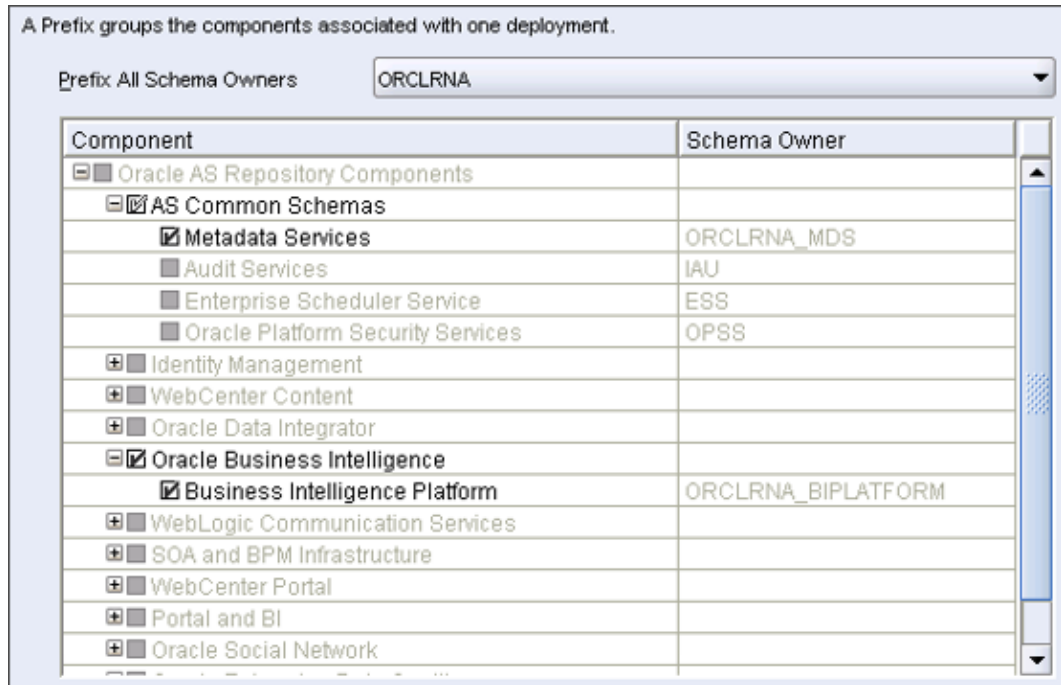 A Prefix groups the components associated with one deployment.
Prefix All Schema Owners ORCLRNA
Component Schema Owner
Oracle AS Repository Components
AS Common Schemas
Metadata Services ORCLRNA_MDS
Audit Services IAU
Enterprise Scheduler Service ESS
Oracle Platform Security Services OPSS
Identity Management
WebCenter Content
Oracle Data Integrator
Oracle Business Intelligence
Business Intelligence Platform ORCLRNA_BIPLATFORM
WebLogic Communication Services
SOA and BPM Infrastructure
WebCenter Portal
Portal and BI
Oracle Social Network